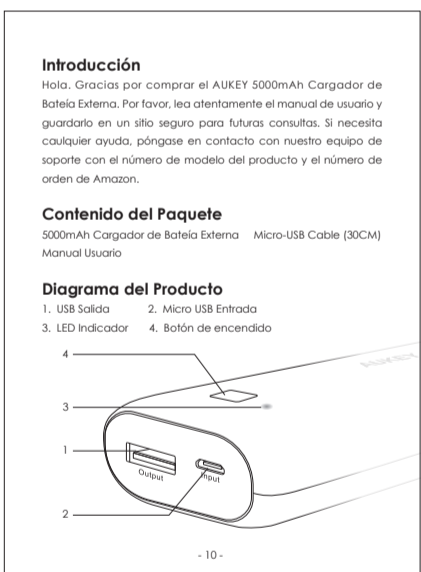 Introducción
Hola. Gracias por comprar el AUKEY 5000mAh Cargador de
Bateía Externa. Por favor, lea atentamente el manual de usuario y
guardarlo en un sitio seguro para futuras consultas. Si necesita
caulquier ayuda, póngase en contacto con nuestro equipo de
soporte con el número de modelo del producto y el número de
orden de Amazon.
Contenido del Paquete
5000mAh Cargador de Bateía Externa Micro-USB Cable (30CM)
Manual Usuario
Diagrama del Producto
1. USB Salida 2. Micro USB Entrada
3. LED Indicador 4. Botón de encendido
4
AUKEY
3
1
Output Input
2
- 10 -